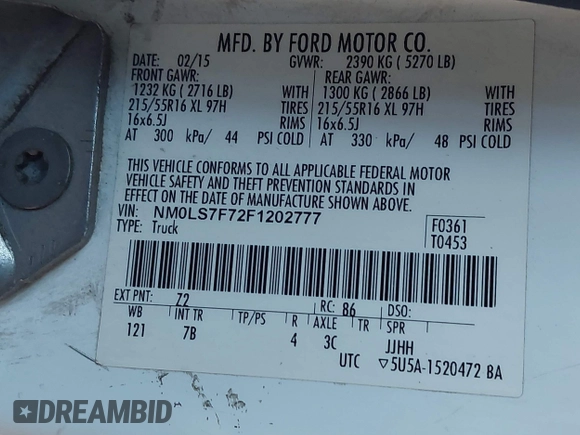 MFD. BY FORD MOTOR CO.
DATE: 02/15 GVWR: 2390 KG ( 5270 LB)
FRONT GAWR: REAR GAWR:
1232 KG ( 2716 LB) WITH 1300 KG ( 2866 LB) WITH
215/55R16 XL 97H TIRES 215/55R16 XL 97H TIRES
16x6.5J RIMS 16x6.5J RIMS
AT 300 kPa/ 44 PSI COLD AT 330 kPa/ 48 PSI COLD
THIS VEHICLE CONFORMS TO ALL APPLICABLE FEDERAL MOTOR
VEHICLE SAFETY AND THEFT PREVENTION STANDARDS IN
EFFECT ON THE DATE OF MANUFACTURE SHOWN ABOVE.
VIN: NM0LS7F72F1202777 F0361
TYPE: Truck T0453
EXT PNT: Z2 RC: 86 DSO:
WB INT TR TP/PS R AXLE TR SPR
121 7B 4 3C JJHH
UTC ▽5U5A-1520472 BA
DREAMBID